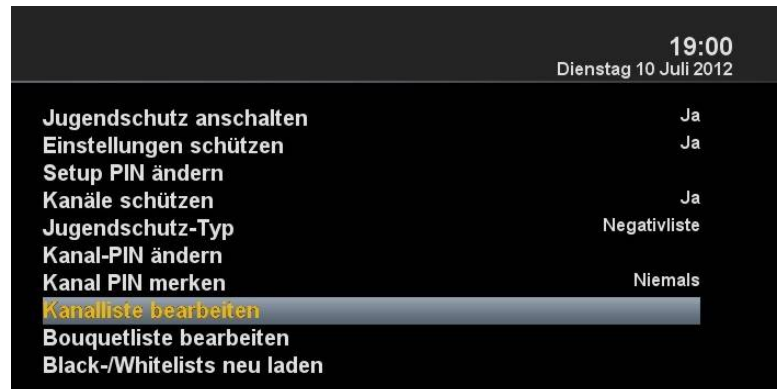 19:00
Dienstag 10 Juli 2012
Jugendschutz anschalten Ja
Einstellungen schützen Ja
Setup PIN ändern
Kanäle schützen Ja
Jugendschutz-Typ Negativliste
Kanal-PIN ändern
Kanal PIN merken Niemals
Kanalliste bearbeiten
Bouquetliste bearbeiten
Black-/Whitelists neu laden